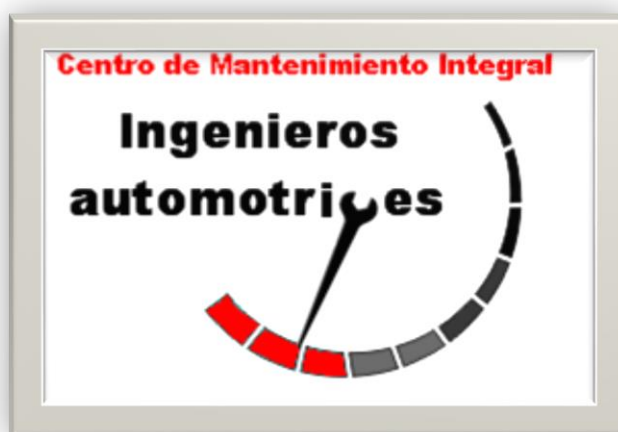 Centro de Mantenimiento Integral
Ingenieros
automotrices